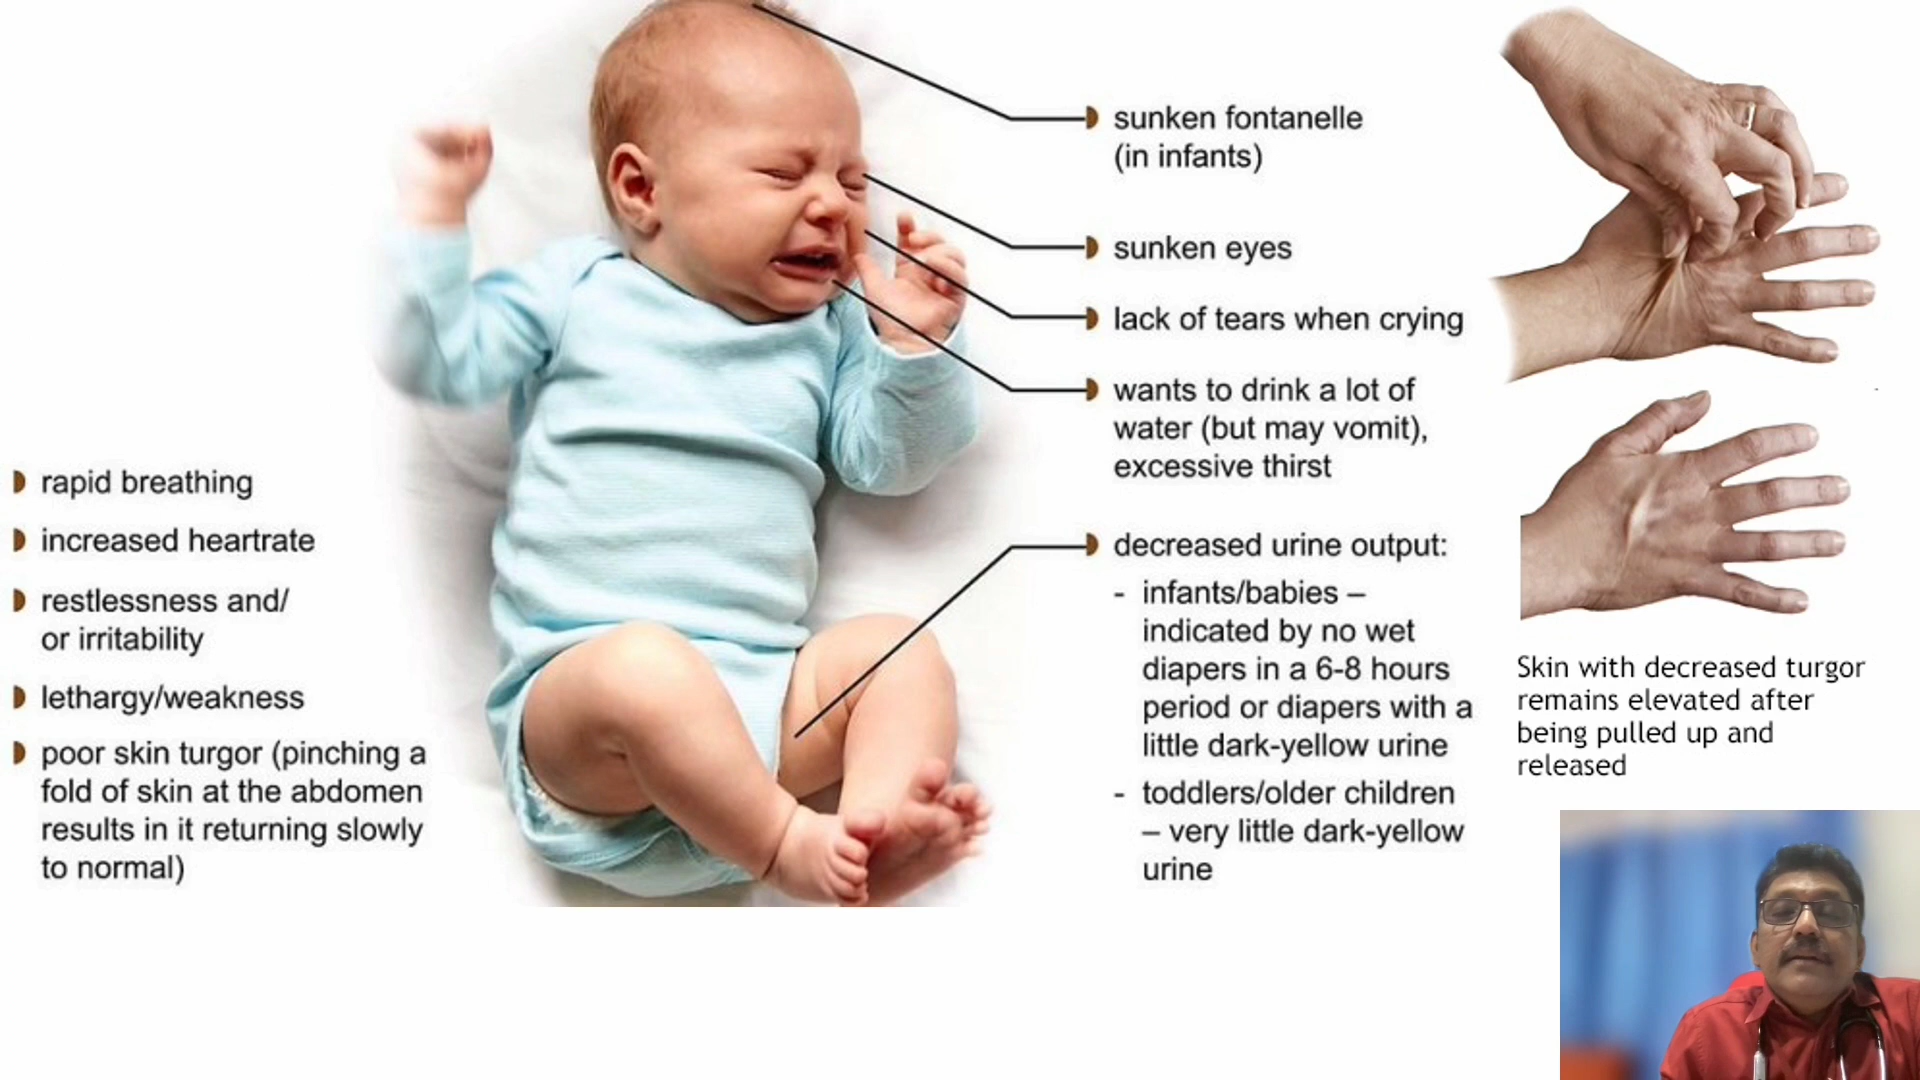 sunken fontanelle
(in infants)
sunken eyes
lack of tears when crying
wants to drink a lot of
water (but may vomit),
excessive thirst
decreased urine output:
- infants/babies –
indicated by no wet
diapers in a 6-8 hours
period or diapers with a
little dark-yellow urine
- toddlers/older children
– very little dark-yellow
urine
rapid breathing
increased heartrate
restlessness and/
or irritability
lethargy/weakness
poor skin turgor (pinching a
fold of skin at the abdomen
results in it returning slowly
to normal)
Skin with decreased turgor
remains elevated after
being pulled up and
released